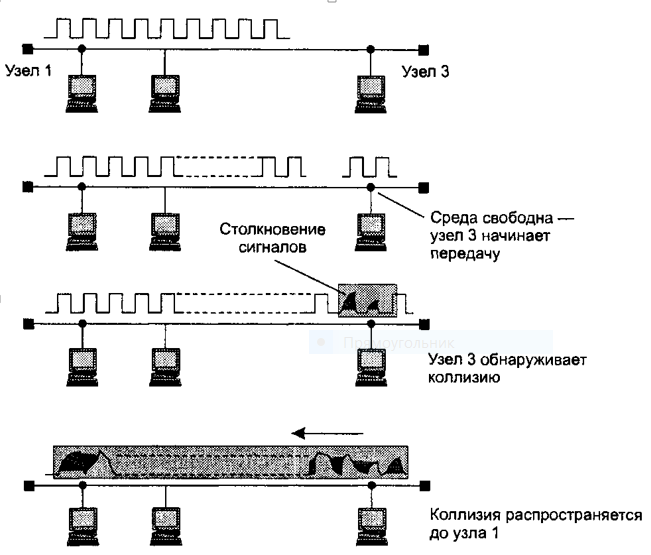 Узел 1
Узел 3
Среда свободна —
узел 3 начинает
передачу
Столкновение
сигналов
Прямоугольник
Узел 3 обнаруживает
коллизию
Коллизия распространяется
до узла 1